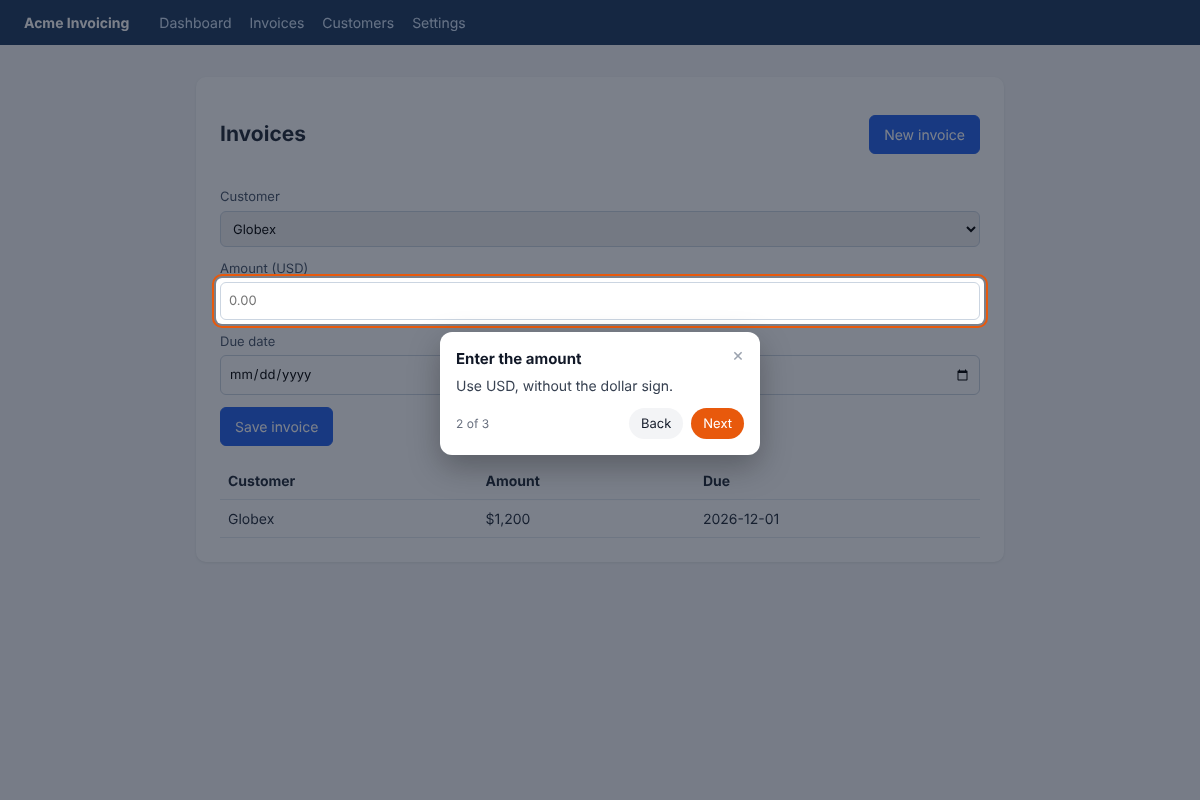 Acme Invoicing Dashboard Invoices Customers Settings
Invoices New invoice
Customer
Globex
Amount (USD)
0.00
Due date
mm/dd/yyyy
Enter the amount ×
Use USD, without the dollar sign.
2 of 3 Back Next
Save invoice
Customer Amount Due
Globex $1,200 2026-12-01